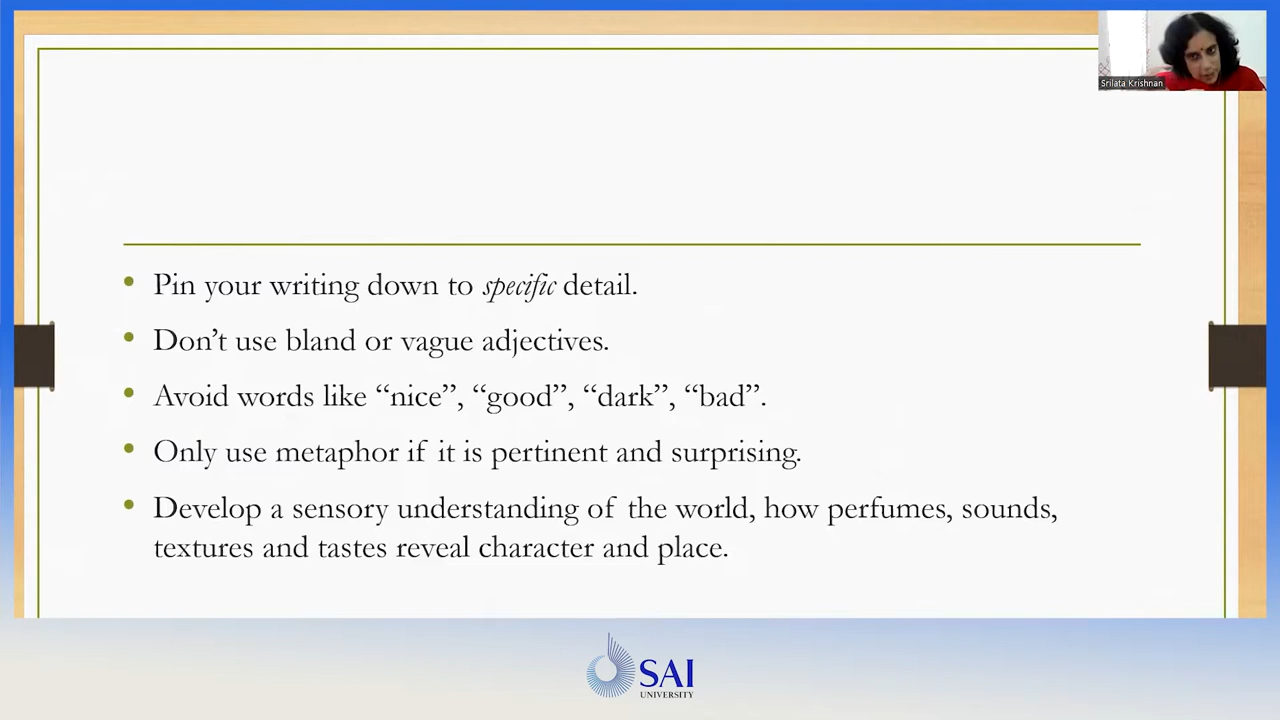 Srilata Krishnan
• Pin your writing down to specific detail.
• Don’t use bland or vague adjectives.
• Avoid words like “nice”, “good”, “dark”, “bad”.
• Only use metaphor if it is pertinent and surprising.
• Develop a sensory understanding of the world, how perfumes, sounds,
textures and tastes reveal character and place.
SAI
UNIVERSITY